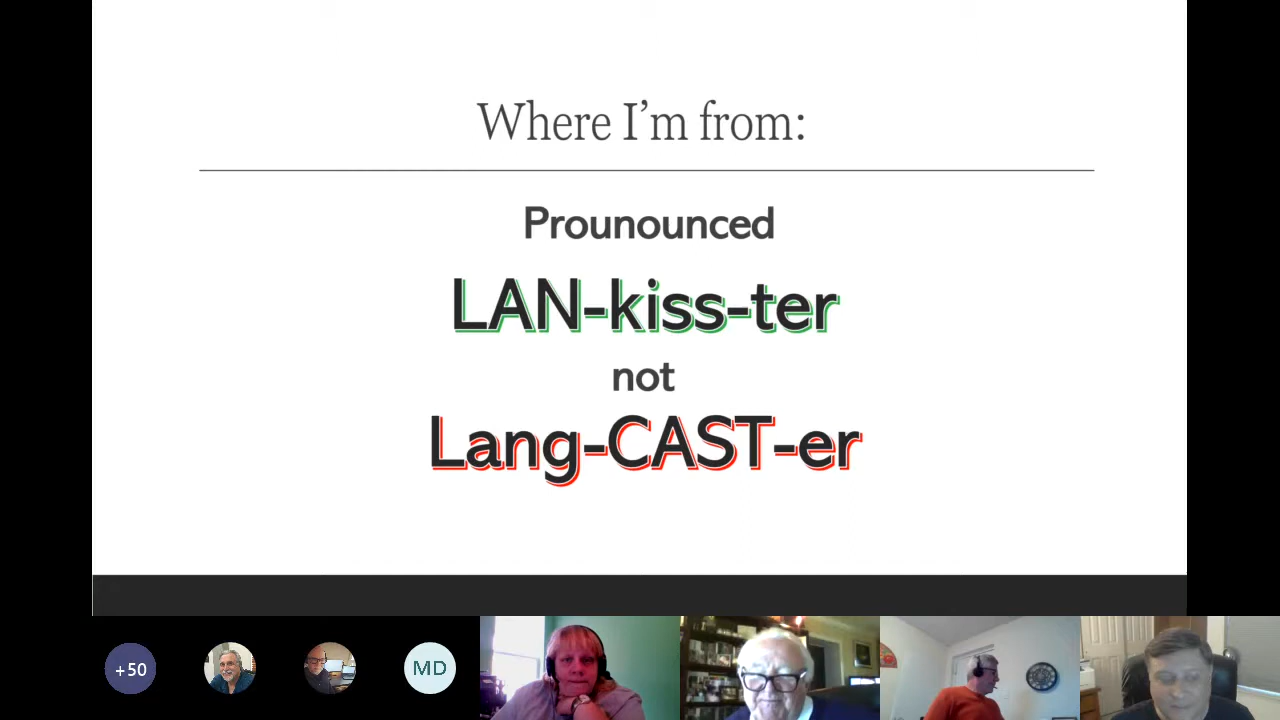 Where I’m from:
Prounounced
LAN-kiss-ter
not
Lang-CAST-er
+50
MD